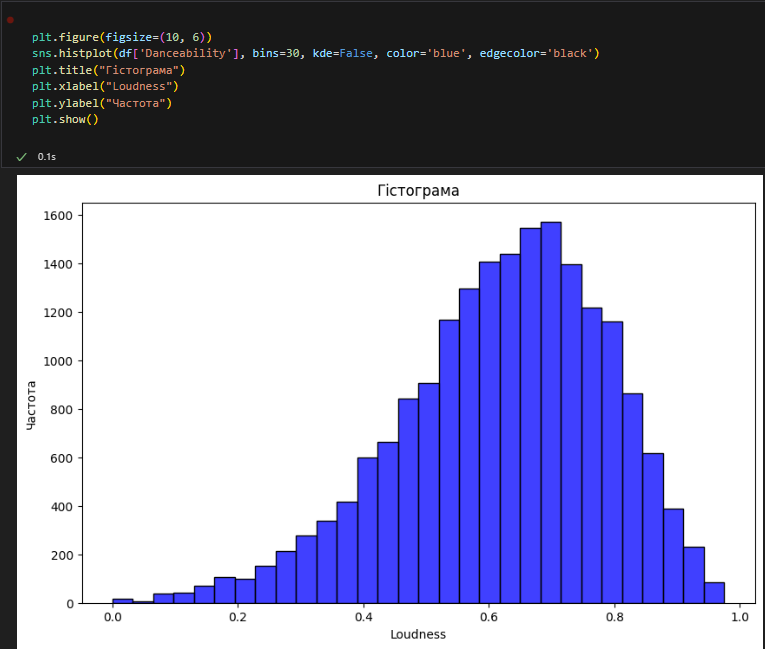 plt.figure(figsize=(10, 6))
sns.histplot(df['Danceability'], bins=30, kde=False, color='blue', edgecolor='black')
plt.title("Гістограма")
plt.xlabel("Loudness")
plt.ylabel("Частота")
plt.show()
0.1s
Гістограма
1600
1400
1200
1000
800
600
400
200
0
Частота
0.0 0.2 0.4 0.6 0.8 1.0
Loudness